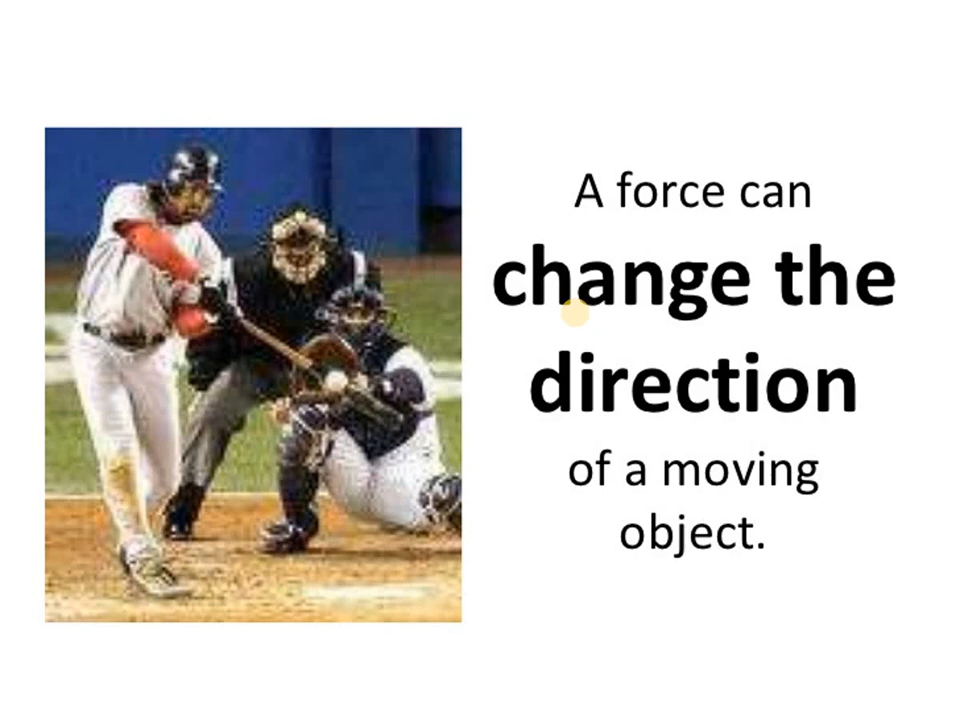 A force can
change the
direction
of a moving
object.